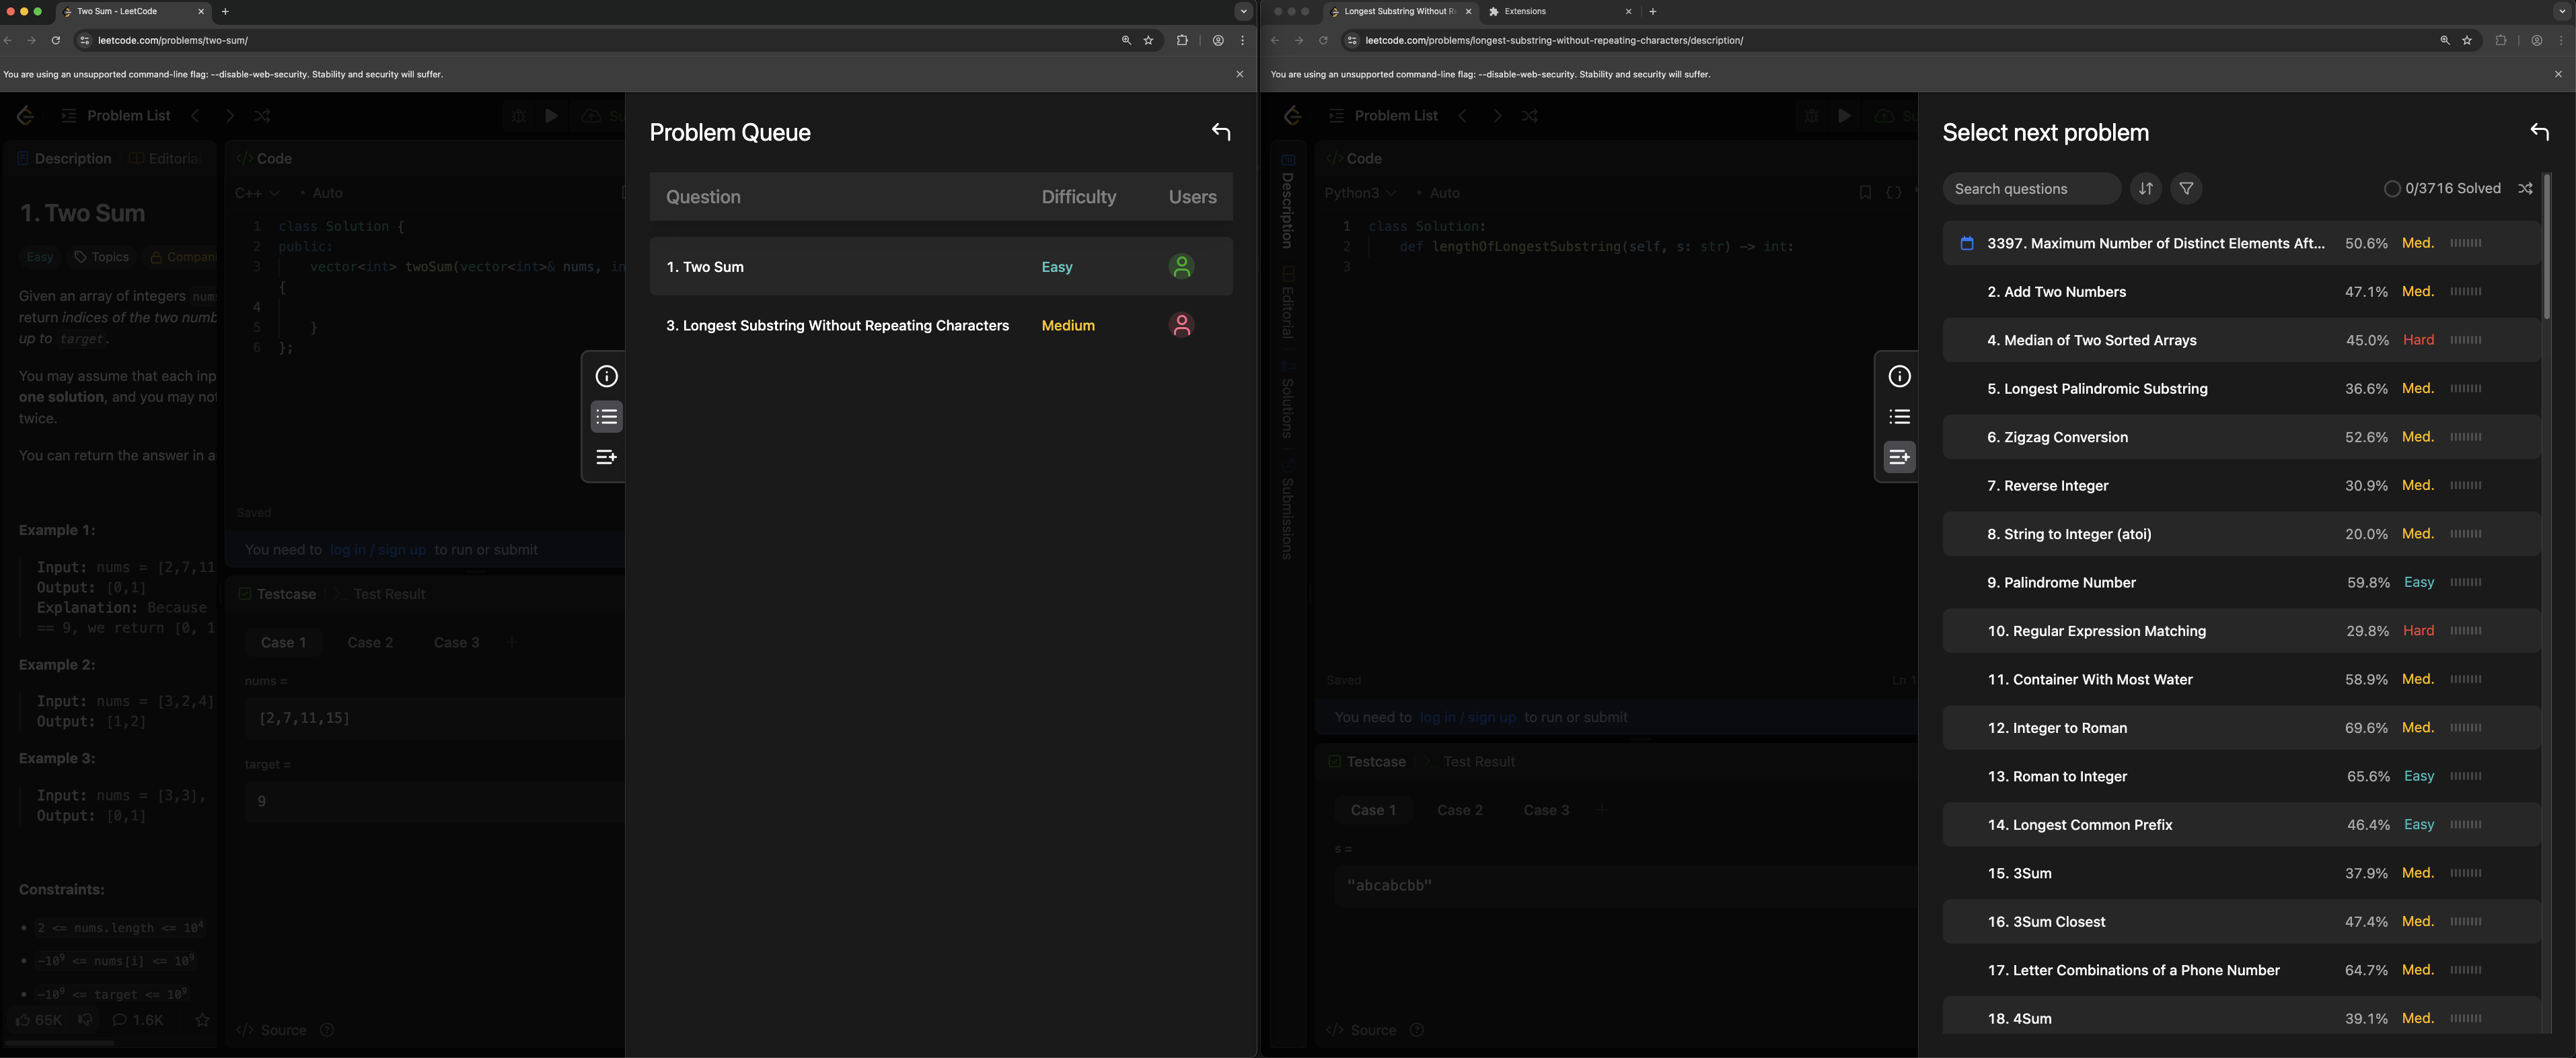 Two Sum - LeetCode
leetcode.com/problems/two-sum/
You are using an unsupported command-line flag: --disable-web-security. Stability and security will suffer.
Problem List
Su
Description
Editorial
1. Two Sum
Easy
Topics
Compani
Given an array of integers nums
return indices of the two numb
up to target.
You may assume that each inp
one solution, and you may not
twice.
You can return the answer in a
Example 1:
Input: nums = [2,7,11
Output: [0,1]
Explanation: Because
== 9, we return [0, 1
Example 2:
Input: nums = [3,2,4]
Output: [1,2]
Example 3:
Input: nums = [3,3],
Output: [0,1]
Constraints:
• 2 <= nums.length <= 10⁴
• -10⁹ <= nums[i] <= 10⁹
• -10⁹ <= target <= 10⁹
65K
1.6K
</> Code
C++
• Auto
1 class Solution {
2 public:
3 vector<int> twoSum(vector<int>& nums, in
{
4
5 }
6 };
Saved
You need to log in / sign up to run or submit
Testcase
Test Result
Case 1
Case 2
Case 3
nums =
[2,7,11,15]
target =
9
</> Source
Problem Queue
Question Difficulty Users
1. Two Sum Easy
3. Longest Substring Without Repeating Characters Medium
Longest Substring Without R
Extensions
leetcode.com/problems/longest-substring-without-repeating-characters/description/
You are using an unsupported command-line flag: --disable-web-security. Stability and security will suffer.
Problem List
Su
Description
Editorial
Solutions
Submissions
</> Code
Python3
• Auto
1 class Solution:
2 def lengthOfLongestSubstring(self, s: str) -> int:
3
Saved
Ln 1
You need to log in / sign up to run or submit
Testcase
Test Result
Case 1
Case 2
Case 3
s =
"abcabcbb"
</> Source
Select next problem
Search questions
0/3716 Solved
3397. Maximum Number of Distinct Elements Aft... 50.6% Med.
2. Add Two Numbers 47.1% Med.
4. Median of Two Sorted Arrays 45.0% Hard
5. Longest Palindromic Substring 36.6% Med.
6. Zigzag Conversion 52.6% Med.
7. Reverse Integer 30.9% Med.
8. String to Integer (atoi) 20.0% Med.
9. Palindrome Number 59.8% Easy
10. Regular Expression Matching 29.8% Hard
11. Container With Most Water 58.9% Med.
12. Integer to Roman 69.6% Med.
13. Roman to Integer 65.6% Easy
14. Longest Common Prefix 46.4% Easy
15. 3Sum 37.9% Med.
16. 3Sum Closest 47.4% Med.
17. Letter Combinations of a Phone Number 64.7% Med.
18. 4Sum 39.1% Med.